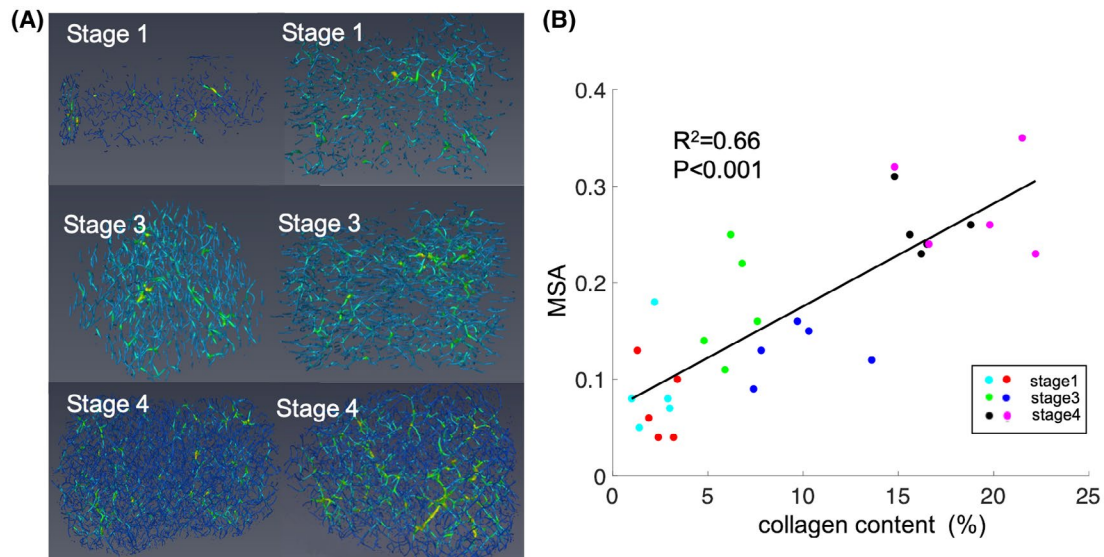 (A)
Stage 1
Stage 1
Stage 3
Stage 3
Stage 4
Stage 4
(B)
0.4
0.3
0.2
0.1
0
MSA
R²=0.66
P<0.001
stage1
stage3
stage4
0 5 10 15 20 25
collagen content (%)